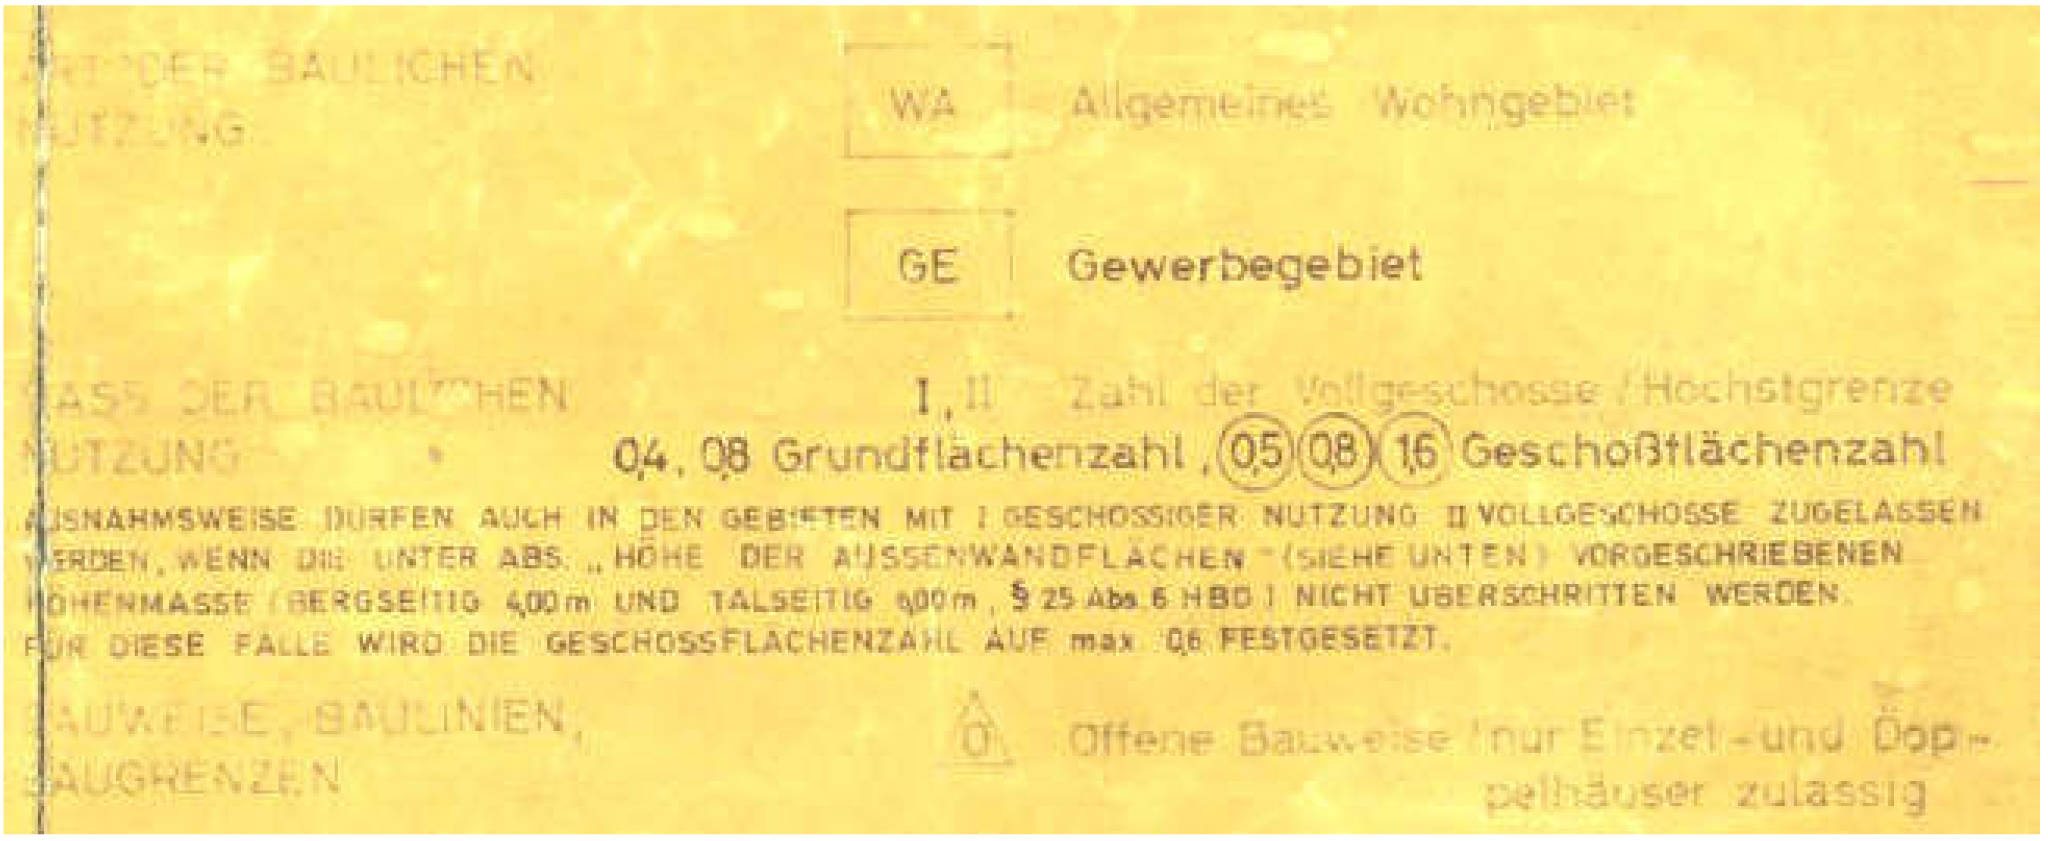 ART DER BAULICHEN
NUTZUNG
WA Allgemeines Wohngebiet
GE Gewerbegebiet
MASS DER BAULICHEN
I, II Zahl der Vollgeschosse / Hochstgrenze
NUTZUNG
0,4, 0,8 Grundflächenzahl, 0,5 0,8 1,6 Geschoßflächenzahl
AUSNAHMSWEISE DÜRFEN AUCH IN DEN GEBIETEN MIT I GESCHOSSIGER NUTZUNG II VOLLGESCHOSSE ZUGELASSEN
WERDEN, WENN DIE UNTER ABS. „HÖHE DER AUSSENWANDFLÄCHEN" (SIEHE UNTEN) VORGESCHRIEBENEN
HÖHENMASSE (BERGSEITIG 4,00 m UND TALSEITIG m, § 25 Abs. 6 HBO) NICHT ÜBERSCHRITTEN WERDEN.
FÜR DIESE FÄLLE WIRD DIE GESCHOSSFLÄCHENZAHL AUF max 0,6 FESTGESETZT.
BAUWEISE, BAULINIEN,
BAUGRENZEN
O Offene Bauweise / nur Einzel- und Dop-
pelhäuser zulässig